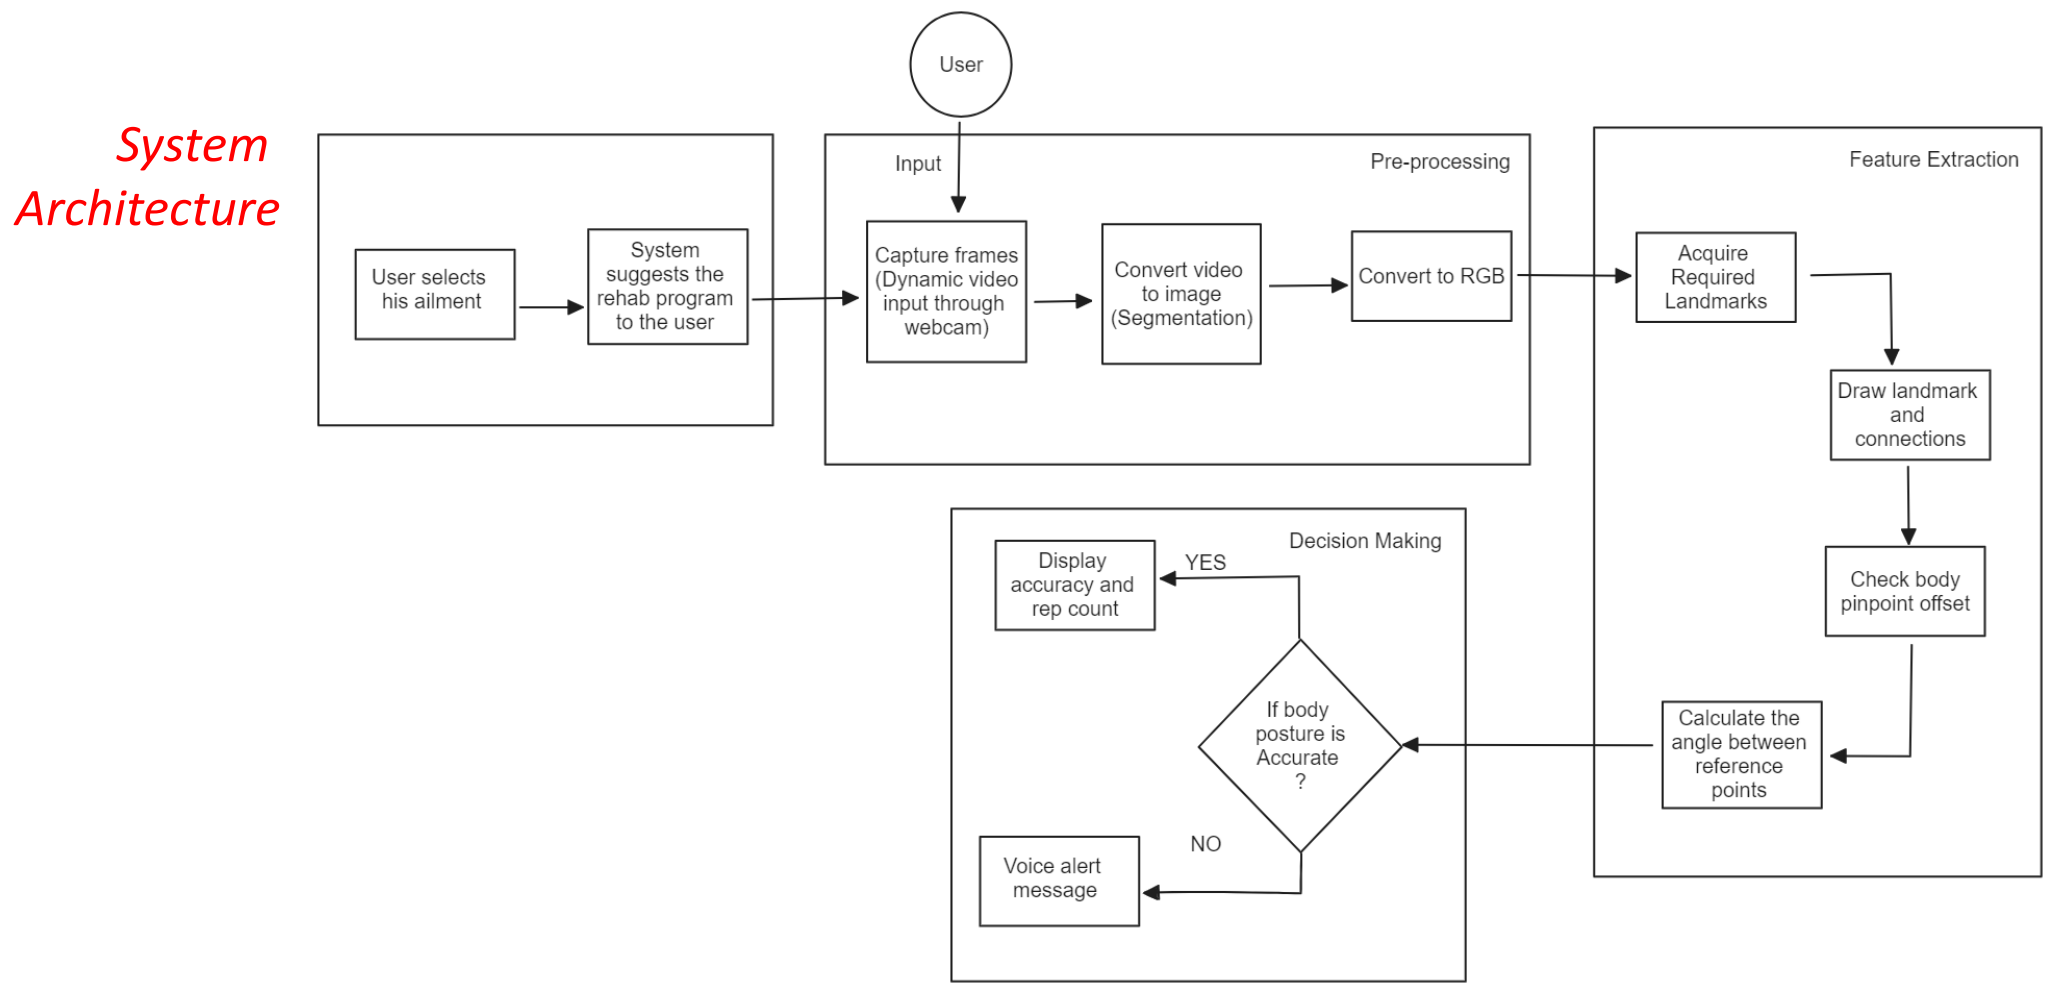 System
Architecture
User
Input
Pre-processing
Feature Extraction
User selects
his ailment
System
suggests the
rehab program
to the user
Capture frames
(Dynamic video
input through
webcam)
Convert video
to image
(Segmentation)
Convert to RGB
Acquire
Required
Landmarks
Draw landmark
and
connections
Check body
pinpoint offset
Calculate the
angle between
reference
points
Decision Making
YES
Display
accuracy and
rep count
If body
posture is
Accurate
?
NO
Voice alert
message